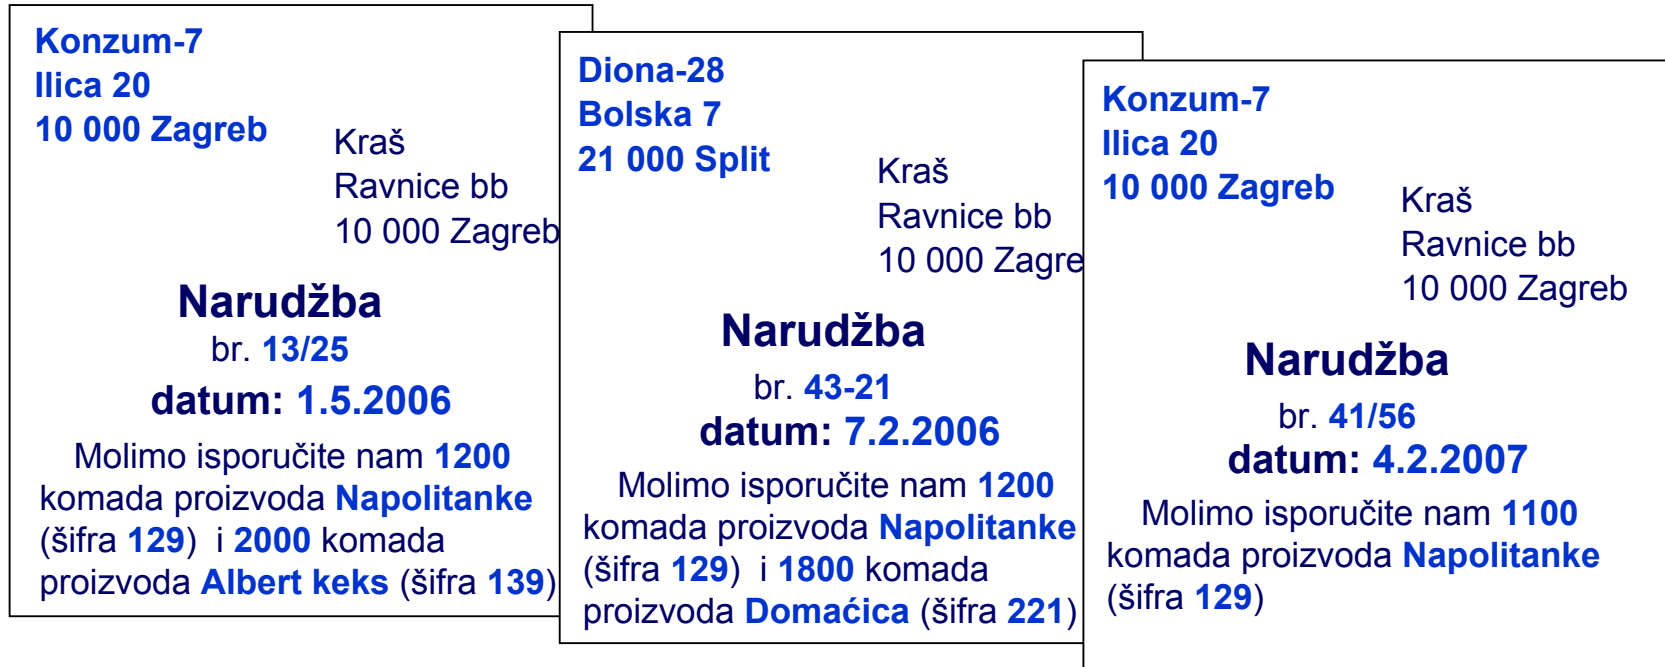 Konzum-7
Ilica 20
10 000 Zagreb
Kraš
Ravnice bb
10 000 Zagreb
Narudžba
br. 13/25
datum: 1.5.2006
Molimo isporučite nam 1200
komada proizvoda Napolitanke
(šifra 129) i 2000 komada
proizvoda Albert keks (šifra 139)
Diona-28
Bolska 7
21 000 Split
Kraš
Ravnice bb
10 000 Zagre
Narudžba
br. 43-21
datum: 7.2.2006
Molimo isporučite nam 1200
komada proizvoda Napolitanke
(šifra 129) i 1800 komada
proizvoda Domaćica (šifra 221)
Konzum-7
Ilica 20
10 000 Zagreb
Kraš
Ravnice bb
10 000 Zagreb
Narudžba
br. 41/56
datum: 4.2.2007
Molimo isporučite nam 1100
komada proizvoda Napolitanke
(šifra 129)